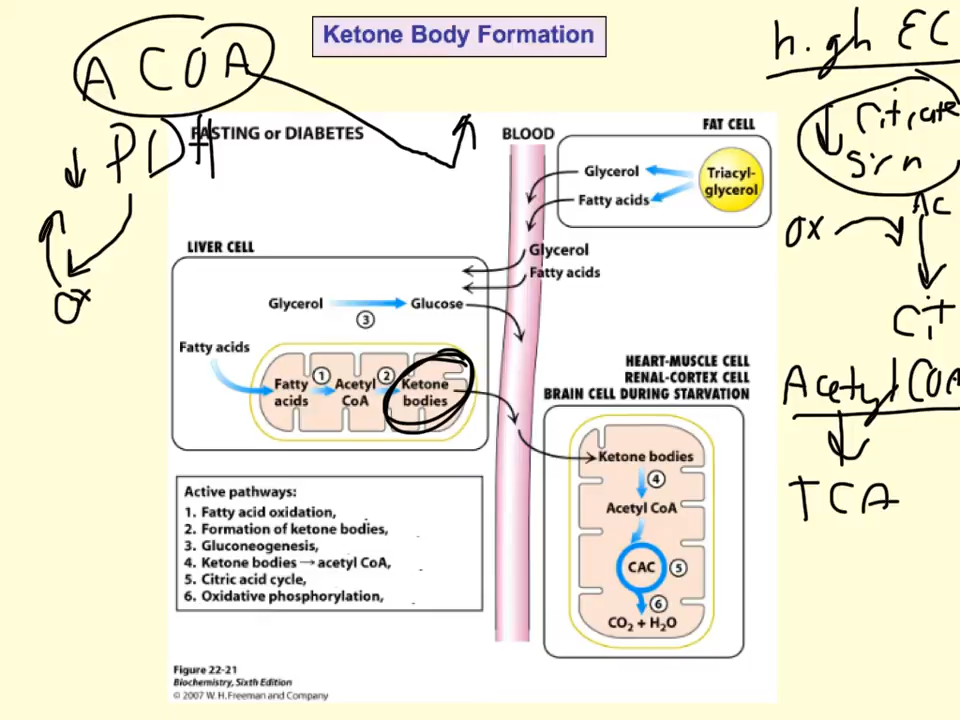 Ketone Body Formation
high EC
A COA
↓ Citrate
syn
↓ PDH
FASTING or DIABETES
BLOOD
FAT CELL
Glycerol
Fatty acids
Triacyl-
glycerol
AC
OX
Cit
OX
LIVER CELL
Glycerol
Fatty acids
Glycerol
Glucose
3
Fatty acids
Fatty
acids
1
Acetyl
CoA
2
Ketone
bodies
HEART-MUSCLE CELL
RENAL-CORTEX CELL
BRAIN CELL DURING STARVATION
Acetyl COA
TCA
Ketone bodies
4
Acetyl CoA
CAC
5
6
CO₂ + H₂O
Active pathways:
1. Fatty acid oxidation,
2. Formation of ketone bodies,
3. Gluconeogenesis,
4. Ketone bodies → acetyl CoA,
5. Citric acid cycle,
6. Oxidative phosphorylation,
Figure 22-21
Biochemistry, Sixth Edition
© 2007 W. H. Freeman and Company